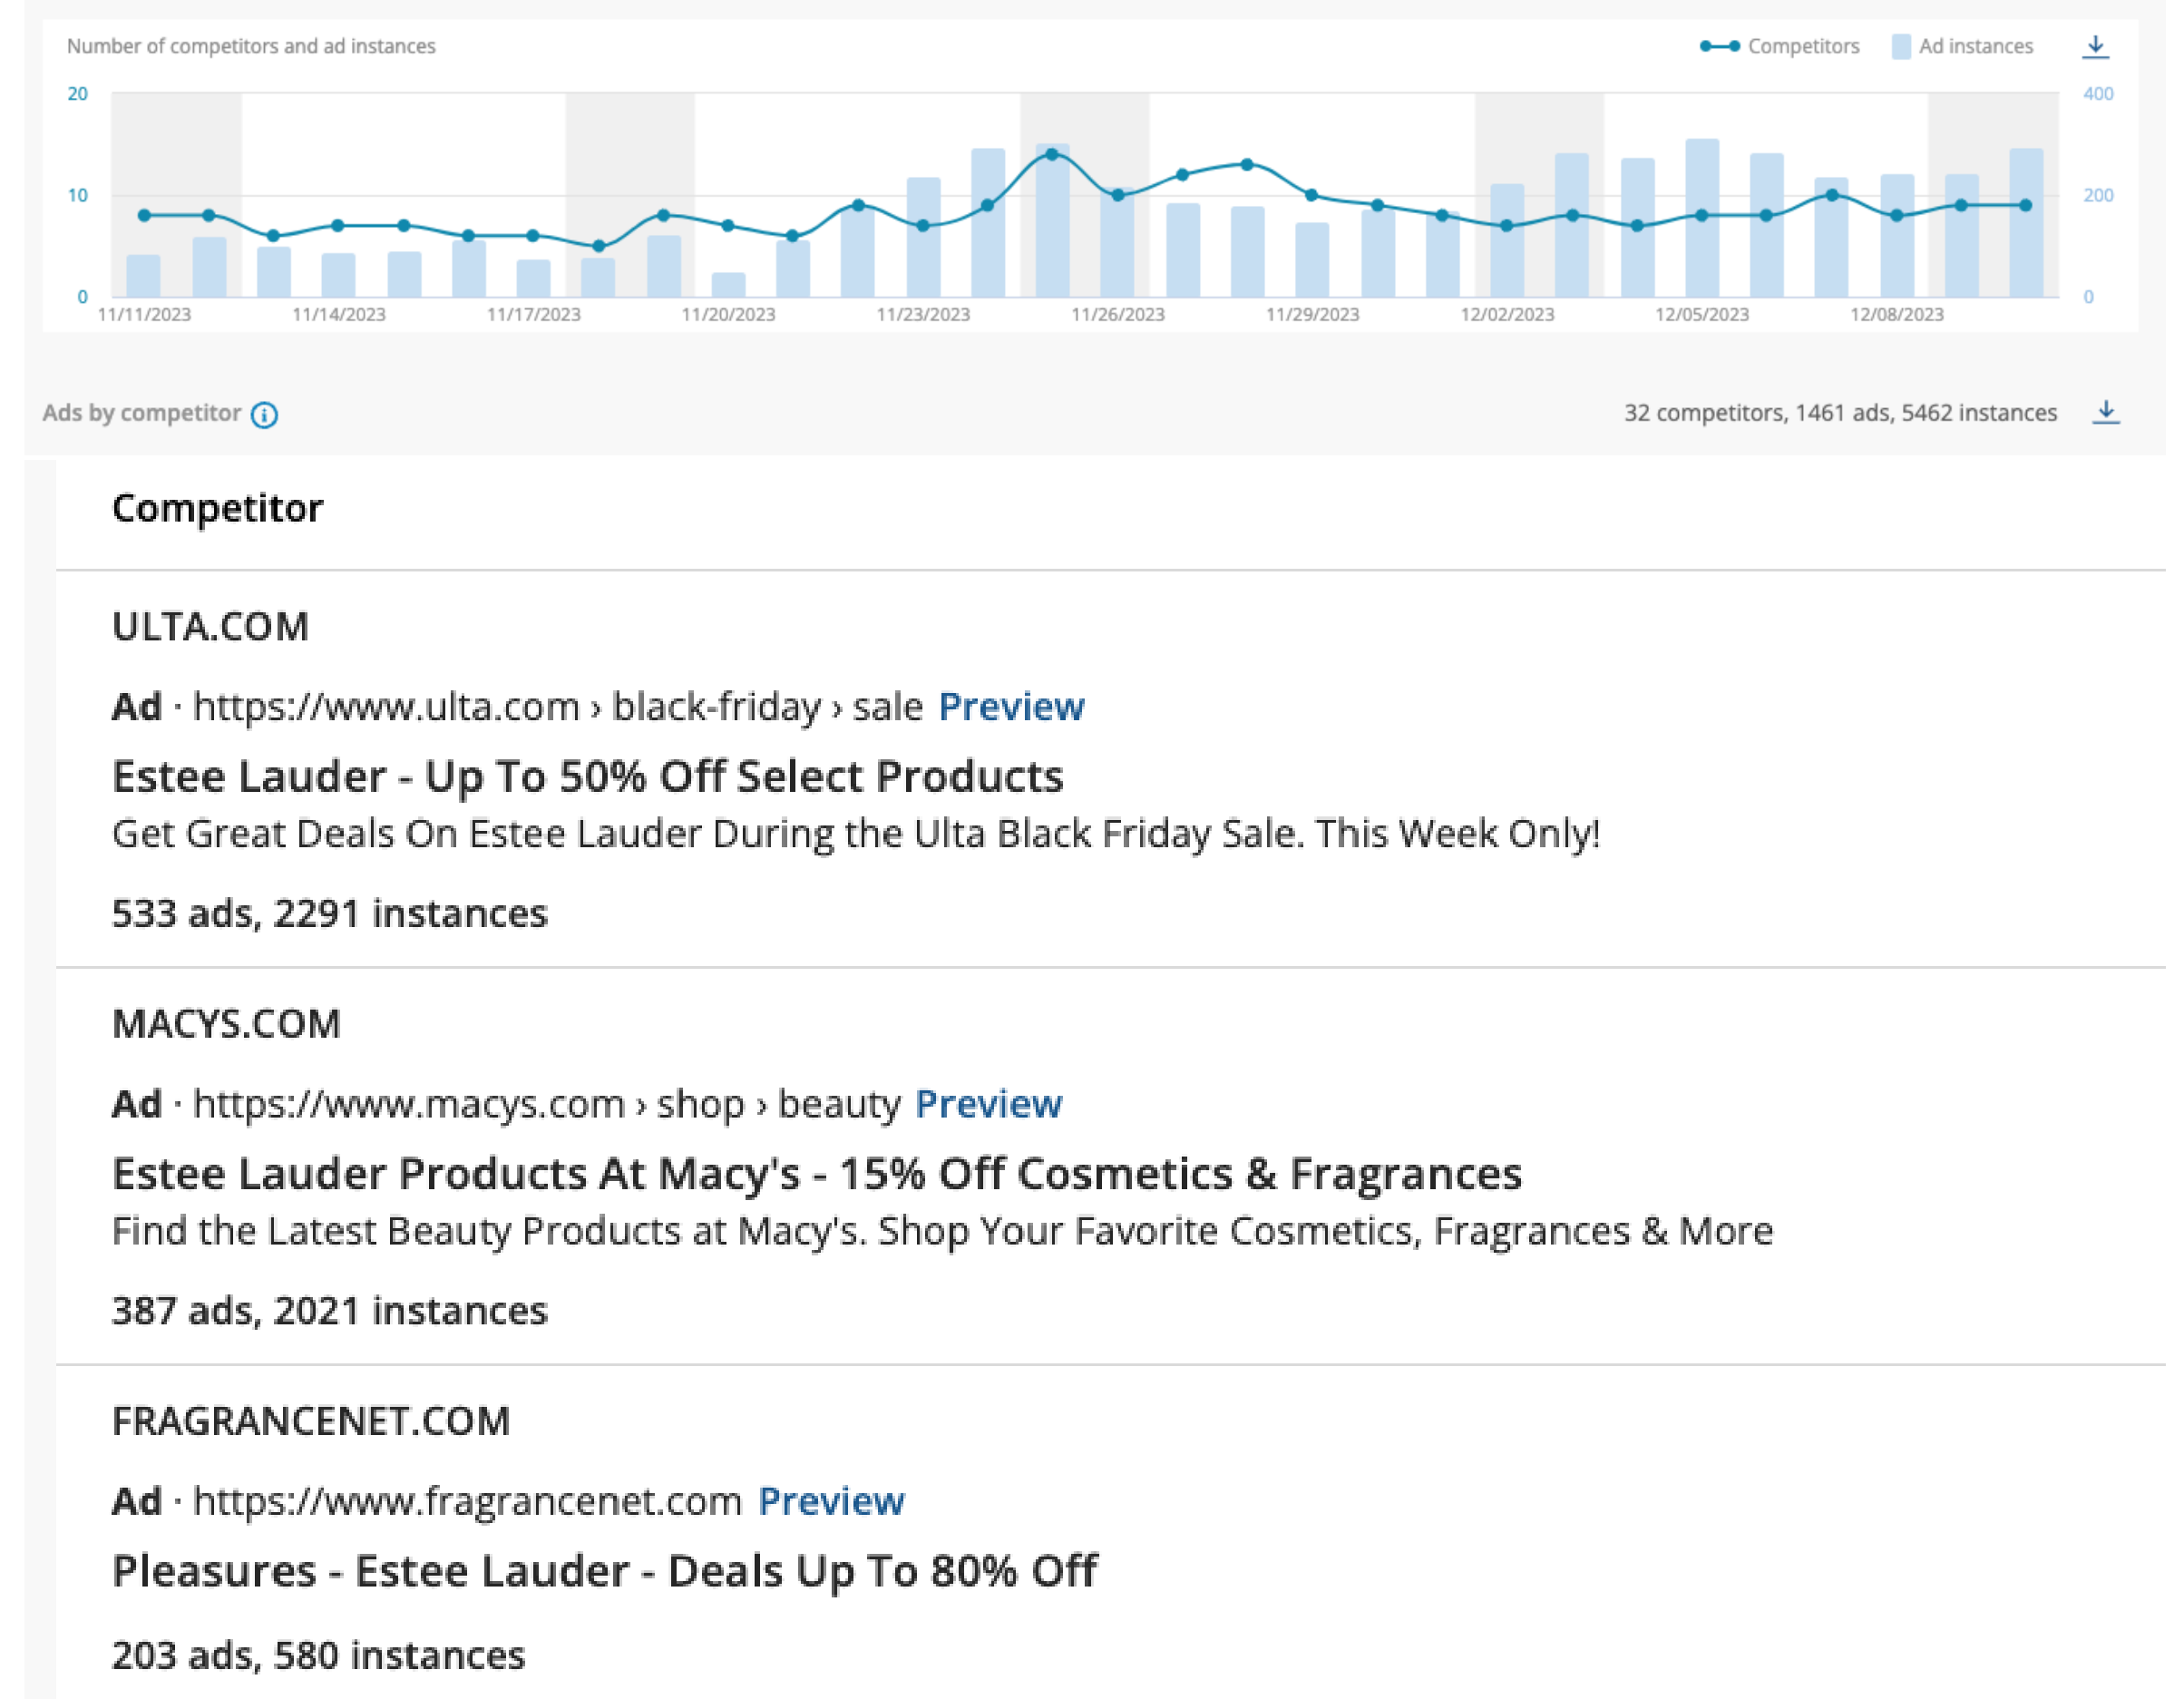 Number of competitors and ad instances
Competitors Ad instances
20 400
10 200
0 0
11/11/2023 11/14/2023 11/17/2023 11/20/2023 11/23/2023 11/26/2023 11/29/2023 12/02/2023 12/05/2023 12/08/2023
Ads by competitor
32 competitors, 1461 ads, 5462 instances
Competitor
ULTA.COM
Ad · https://www.ulta.com › black-friday › sale Preview
Estee Lauder - Up To 50% Off Select Products
Get Great Deals On Estee Lauder During the Ulta Black Friday Sale. This Week Only!
533 ads, 2291 instances
MACYS.COM
Ad · https://www.macys.com › shop › beauty Preview
Estee Lauder Products At Macy's - 15% Off Cosmetics & Fragrances
Find the Latest Beauty Products at Macy's. Shop Your Favorite Cosmetics, Fragrances & More
387 ads, 2021 instances
FRAGRANCENET.COM
Ad · https://www.fragrancenet.com Preview
Pleasures - Estee Lauder - Deals Up To 80% Off
203 ads, 580 instances